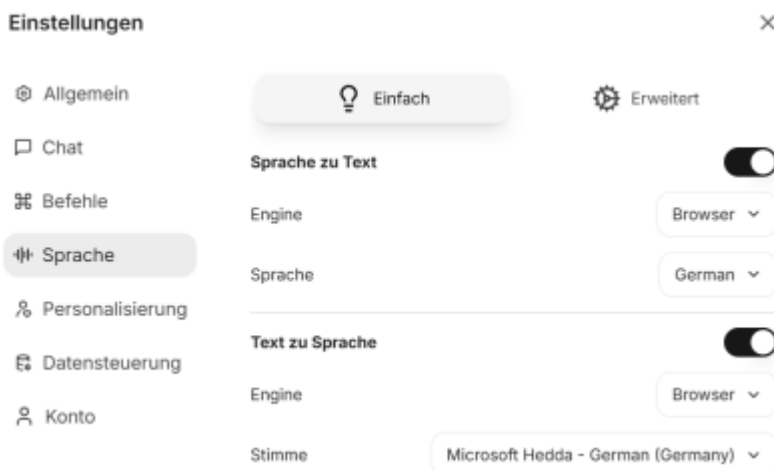 Einstellungen
Allgemein
Chat
Befehle
Sprache
Personalisierung
Datensteuerung
Konto
Einfach
Erweitert
Sprache zu Text
Engine
Browser
Sprache
German
Text zu Sprache
Engine
Browser
Stimme
Microsoft Hedda - German (Germany)